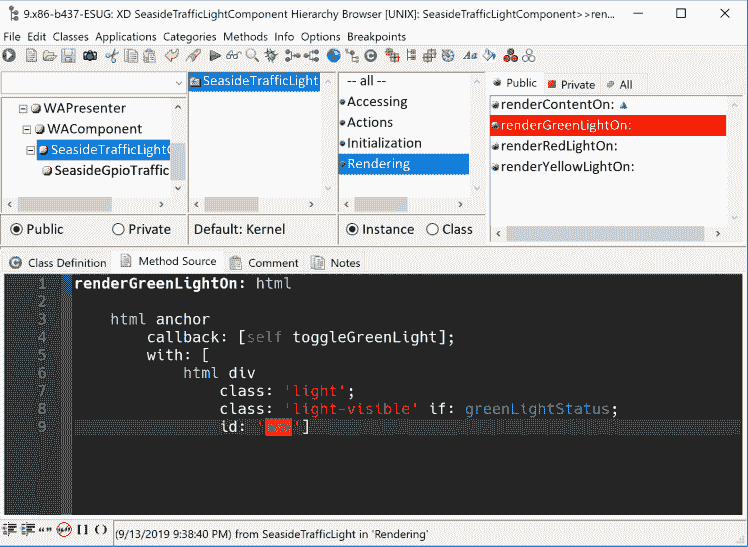 9.x86-b437-ESUG: XD SeasideTrafficLightComponent Hierarchy Browser [UNIX]: SeasideTrafficLightComponent>>ren...
File Edit Classes Applications Categories Methods Info Options Breakpoints
WAPresenter
WAComponent
SeasideTrafficLightC
SeasideGpioTraffic
Public Private
SeasideTrafficLight
Default: Kernel
-- all --
Accessing
Actions
Initialization
Rendering
Instance Class
Public Private All
renderContentOn:
renderGreenLightOn:
renderRedLightOn:
renderYellowLightOn:
Class Definition Method Source Comment Notes
1 renderGreenLightOn: html
2
3 html anchor
4 callback: [self toggleGreenLight];
5 with: [
6 html div
7 class: 'light';
8 class: 'light-visible' if: greenLightStatus;
9 id: ' ']
(9/13/2019 9:38:40 PM) from SeasideTrafficLight in 'Rendering'